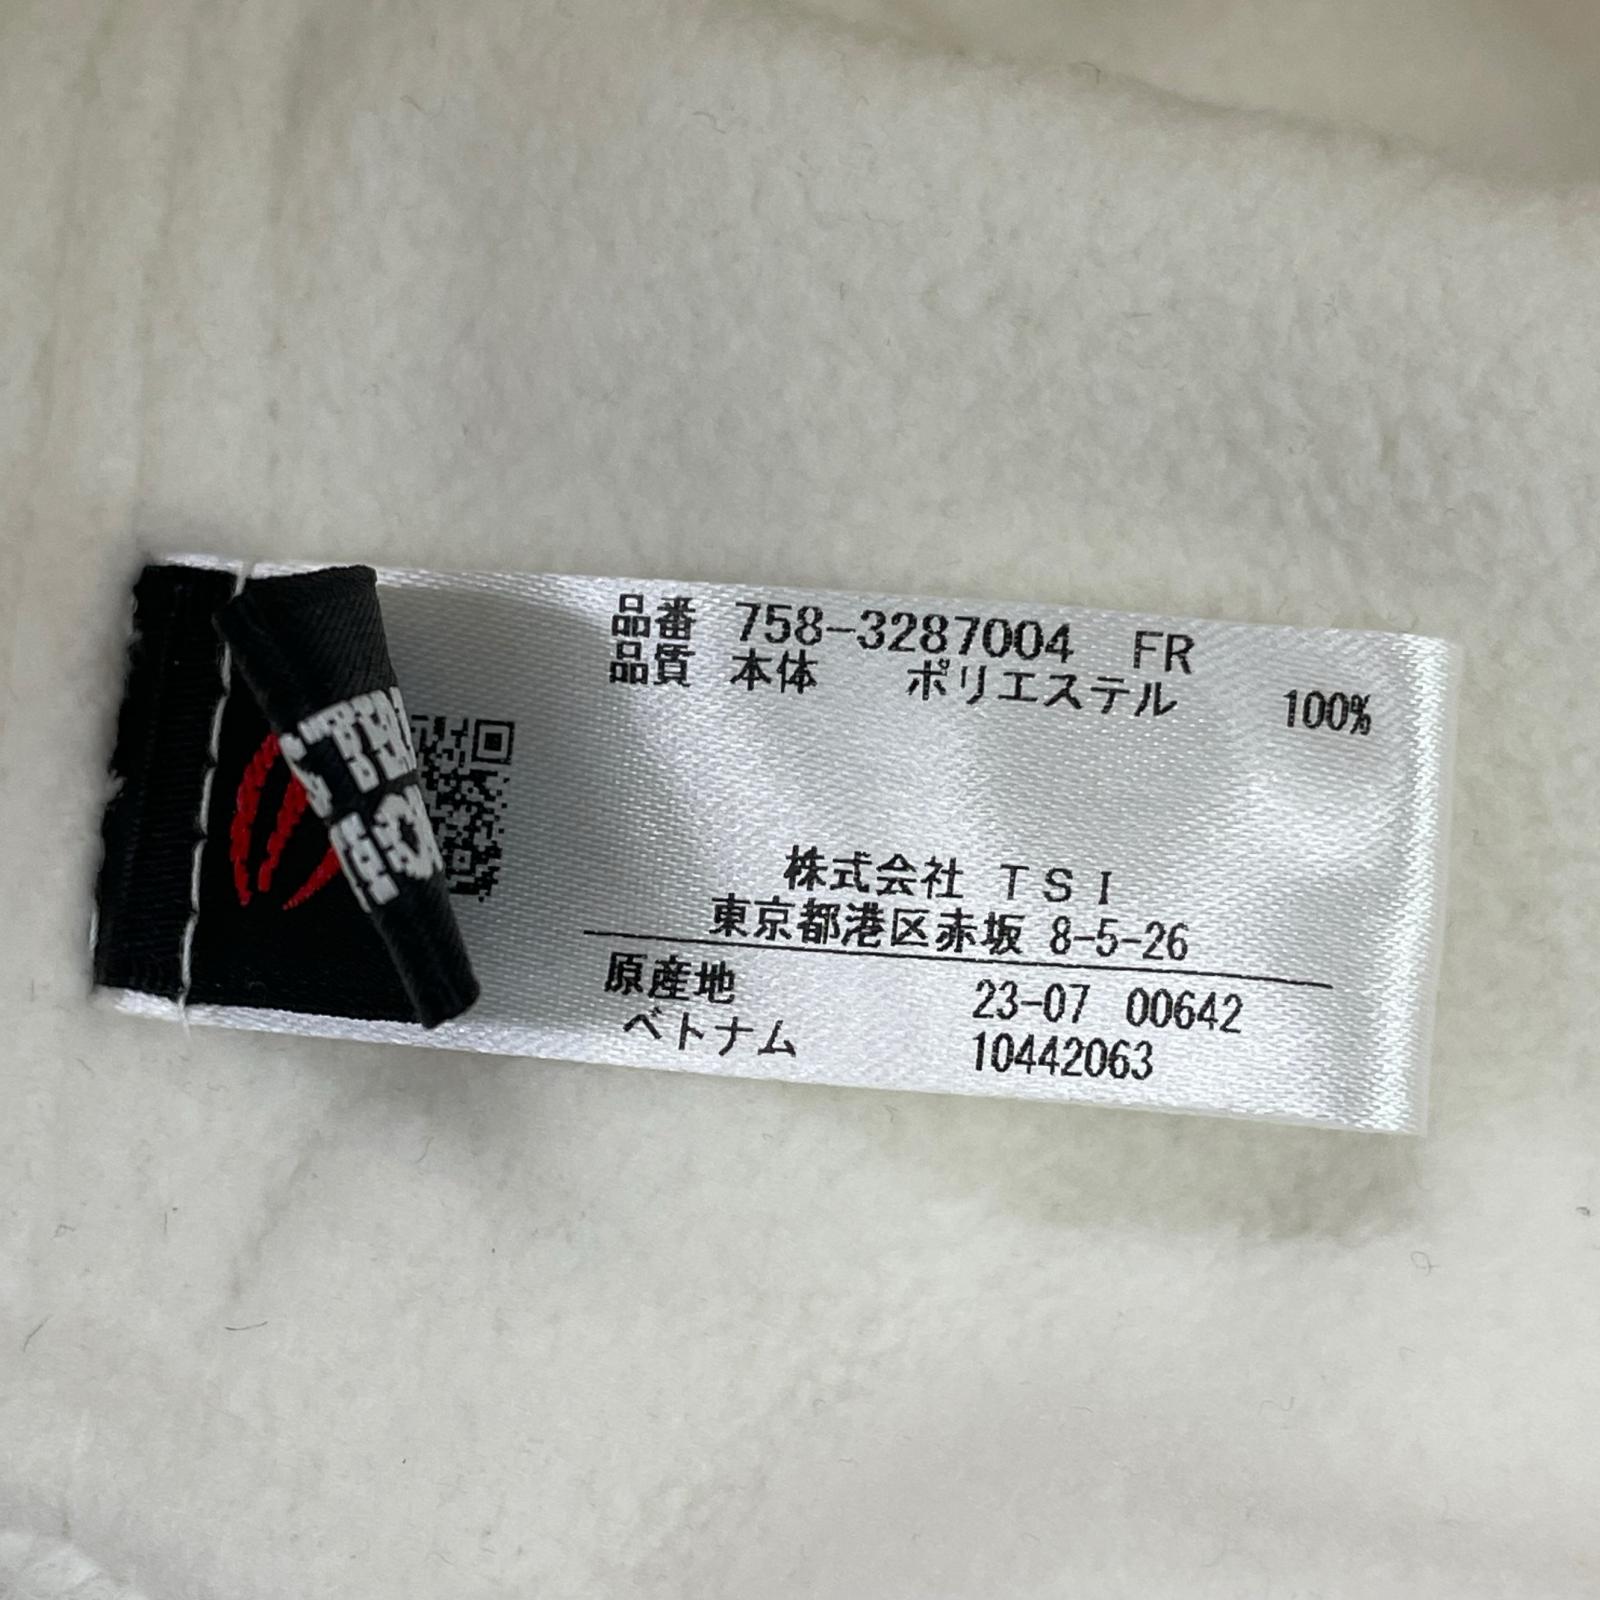 品番 758-3287004 FR
品質 本体 ポリエステル 100%
株式会社 TSI
東京都港区赤坂 8-5-26
原産地 23-07 00642
ベトナム 10442063